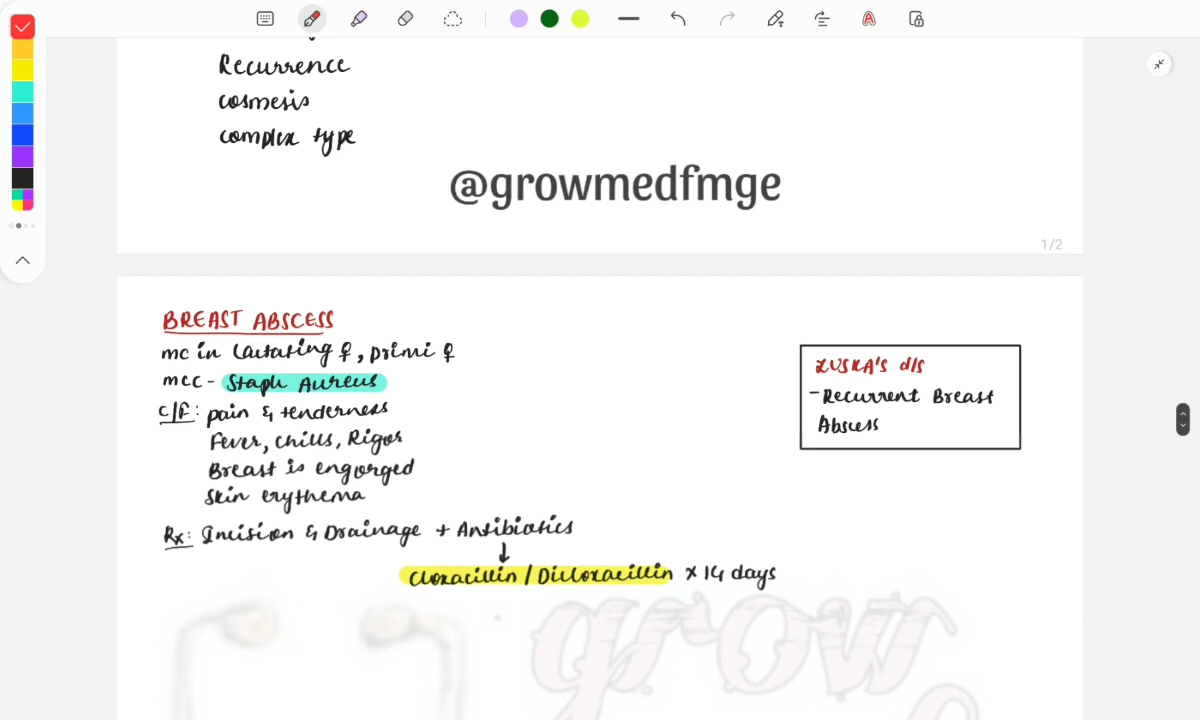 Recurrence
cosmesis
complex type
@growmedfmge
1/2
BREAST ABSCESS
mc in lactating ♀, primi ♀
mcc - Staph Aureus
c/f: pain & tenderness
Fever, chills, Rigor
Breast is engorged
Skin erythema
Rx: Incision & Drainage + Antibiotics
↓
Cloxacillin / Dicloxacillin × 14 days
ZUSKA'S d/s
- Recurrent Breast
Abscess
grow